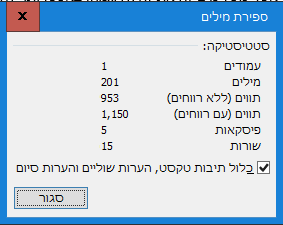 ספירת מילים
x
סטטיסטיקה:
עמודים 1
מילים 201
תווים (ללא רווחים) 953
תווים (עם רווחים) 1,150
פיסקאות 5
שורות 15
כלול תיבות טקסט, הערות שוליים והערות סיום
סגור